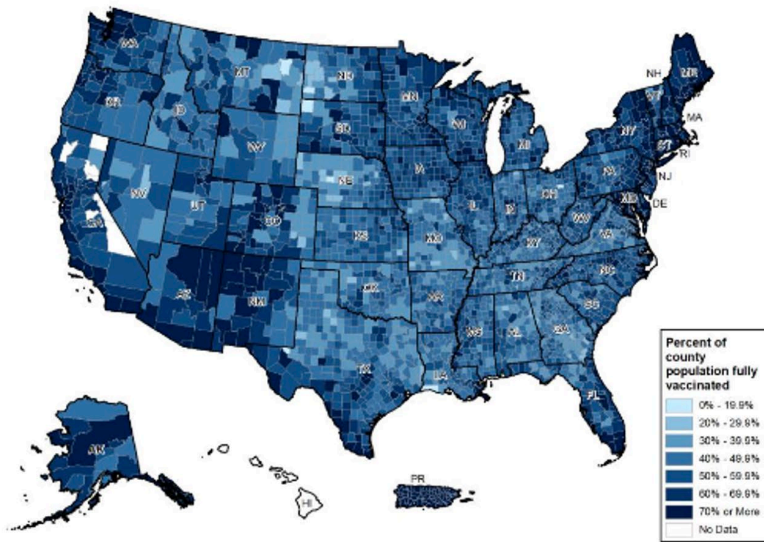 WA
MT
ND
MN
OR
ID
SD
WI
WY
MI
NH
VT
ME
NY
MA
CT
RI
NJ
PA
NE
IA
NV
UT
CO
IL
IN
OH
MD
DE
WV
VA
CA
KS
MO
KY
AZ
NM
OK
AR
TN
NC
SC
TX
LA
MS
AL
GA
FL
AK
HI
PR
Percent of
county
population fully
vaccinated
0% - 19.9%
20% - 29.9%
30% - 39.9%
40% - 49.9%
50% - 59.9%
60% - 69.9%
70% or More
No Data